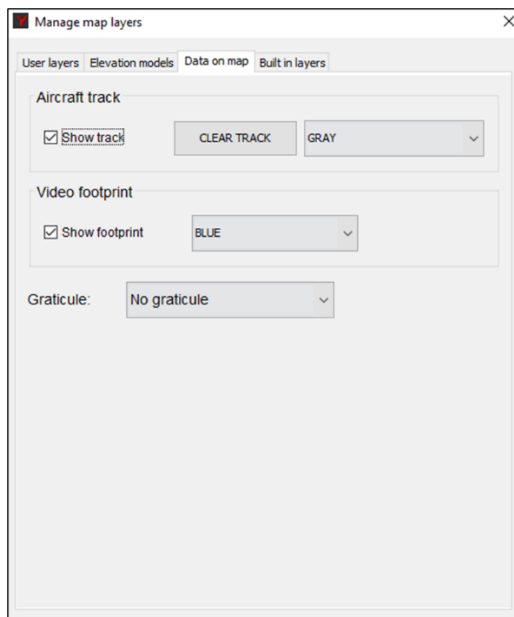 Manage map layers
User layers Elevation models Data on map Built in layers
Aircraft track
Show track CLEAR TRACK GRAY
Video footprint
Show footprint BLUE
Graticule: No graticule